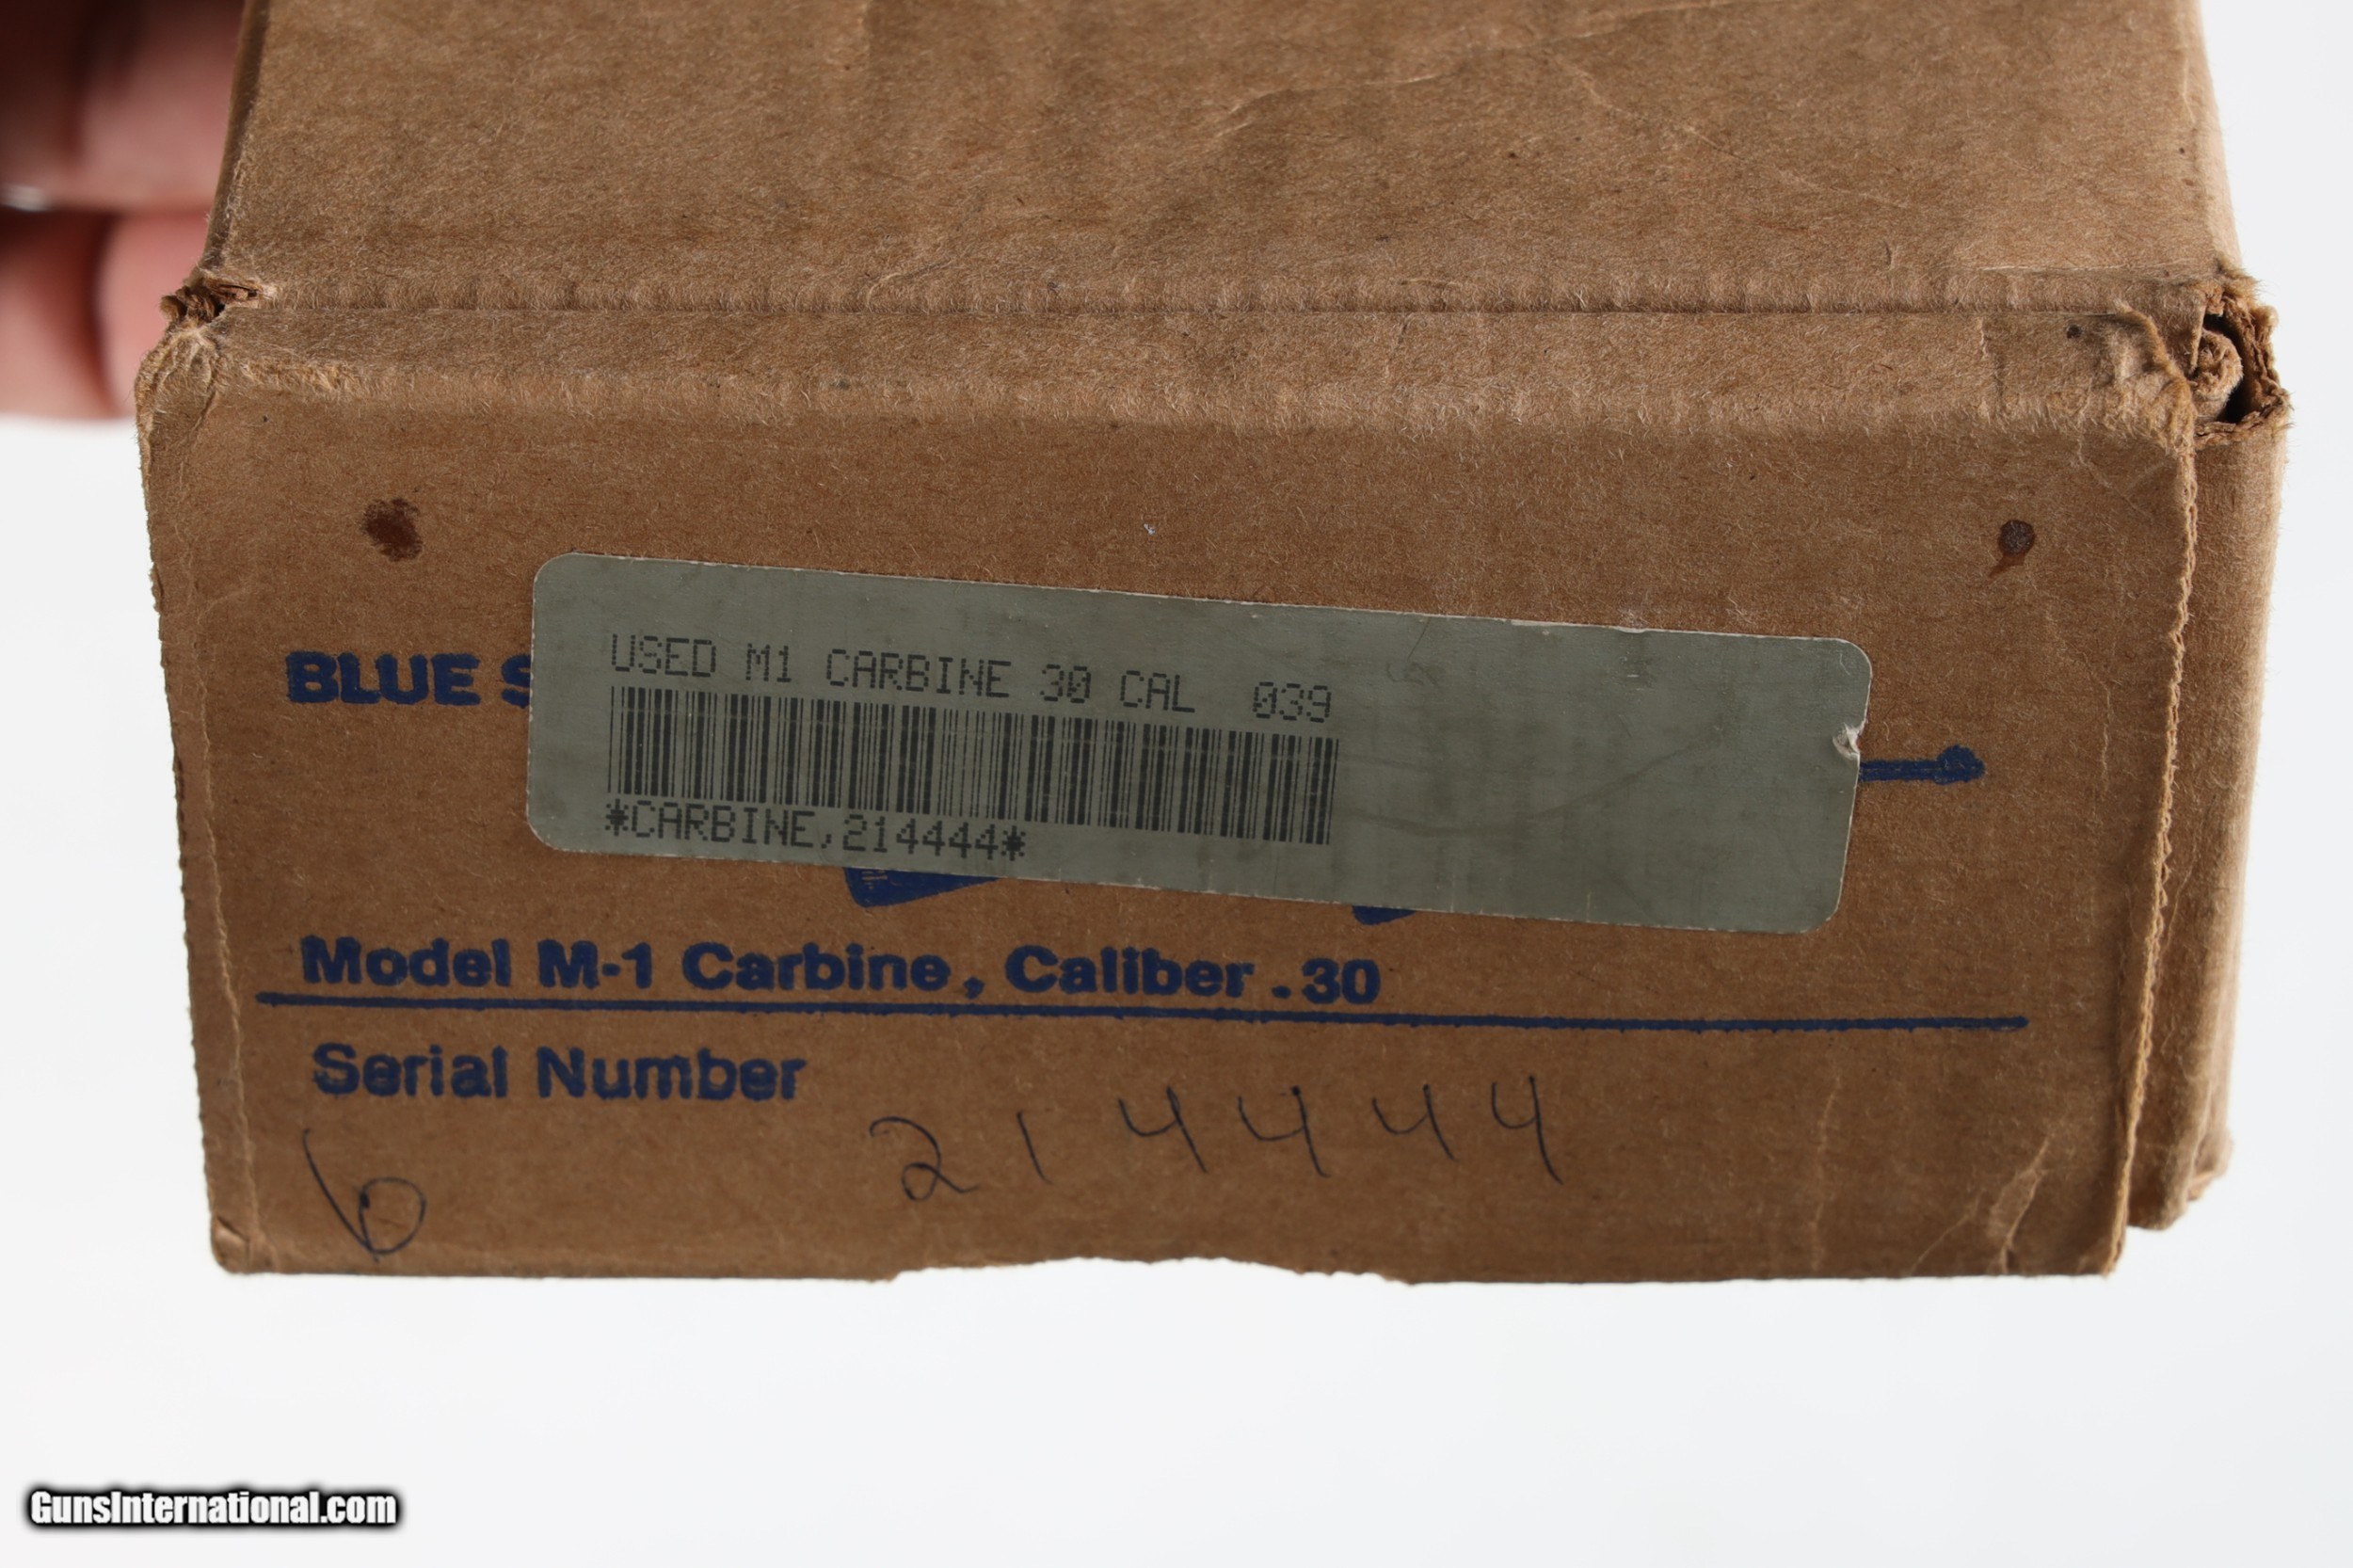 USED M1 CARBINE 30 CAL 039
BLUE S
*CARBINE,214444*
Model M-1 Carbine, Caliber .30
Serial Number
214444
6
GunsInternational.com